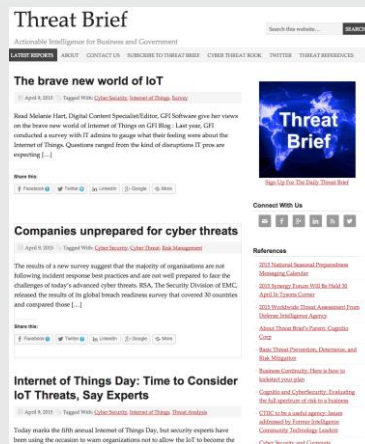 Threat Brief
Actionable Intelligence for Business and Government
Search this website...
SEARCH
LATEST REPORTS ABOUT CONTACT US SUBSCRIBE TO THREAT BRIEF CYBER THREAT BOOK TWITTER THREAT REFERENCES
The brave new world of IoT
April 9, 2015 Tagged With: Cyber Security, Internet of Things, Survey
Read Melanie Hart, Digital Content Specialist/Editor, GFI Software give her views
on the brave new world of Internet of Things on GFI Blog : Last year, GFI
conducted a survey with IT admins to gauge what their feeling were about the
Internet of Things. Questions ranged from the kind of disruptions IT pros are
expecting [...]
Share this:
Facebook Twitter LinkedIn Google More
Companies unprepared for cyber threats
April 9, 2015 Tagged With: Cyber Security, Cyber Threat, Risk Management
The results of a new survey suggest that the majority of organisations are not
following incident response best practices and are not well prepared to face the
challenges of today's advanced cyber threats. RSA, The Security Division of EMC,
released the results of its global breach readiness survey that covered 30 countries
and compared those [...]
Share this:
Facebook Twitter LinkedIn Google More
Internet of Things Day: Time to Consider
IoT Threats, Say Experts
April 9, 2015 Tagged With: Cyber Security, Internet of Things, Threat Analysis
Today marks the fifth annual Internet of Things Day, but security experts have
been using the occasion to warn organizations not to allow the IoT to become the
Threat
Brief
Sign Up For The Daily Threat Brief
Connect With Us
References
2015 National Seasonal Preparedness
Messaging Calendar
2015 Synergy Forum Will Be Held 30
April In Tysons Corner
2015 Worldwide Threat Assessment From
Defense Intelligence Agency
About Threat Brief's Parent: Cognitio
Corp
Basic Threat Prevention, Detection, and
Risk Mitigation
Business Continuity: Here is how to
kickstart your plan
Cognitio and CyberSecurity: Evaluating
the full spectrum of risk to a business
CTIIC to be a useful agency: Issues
addressed by Former Intelligence
Community Technology Leaders
Cyber Security and Corporate